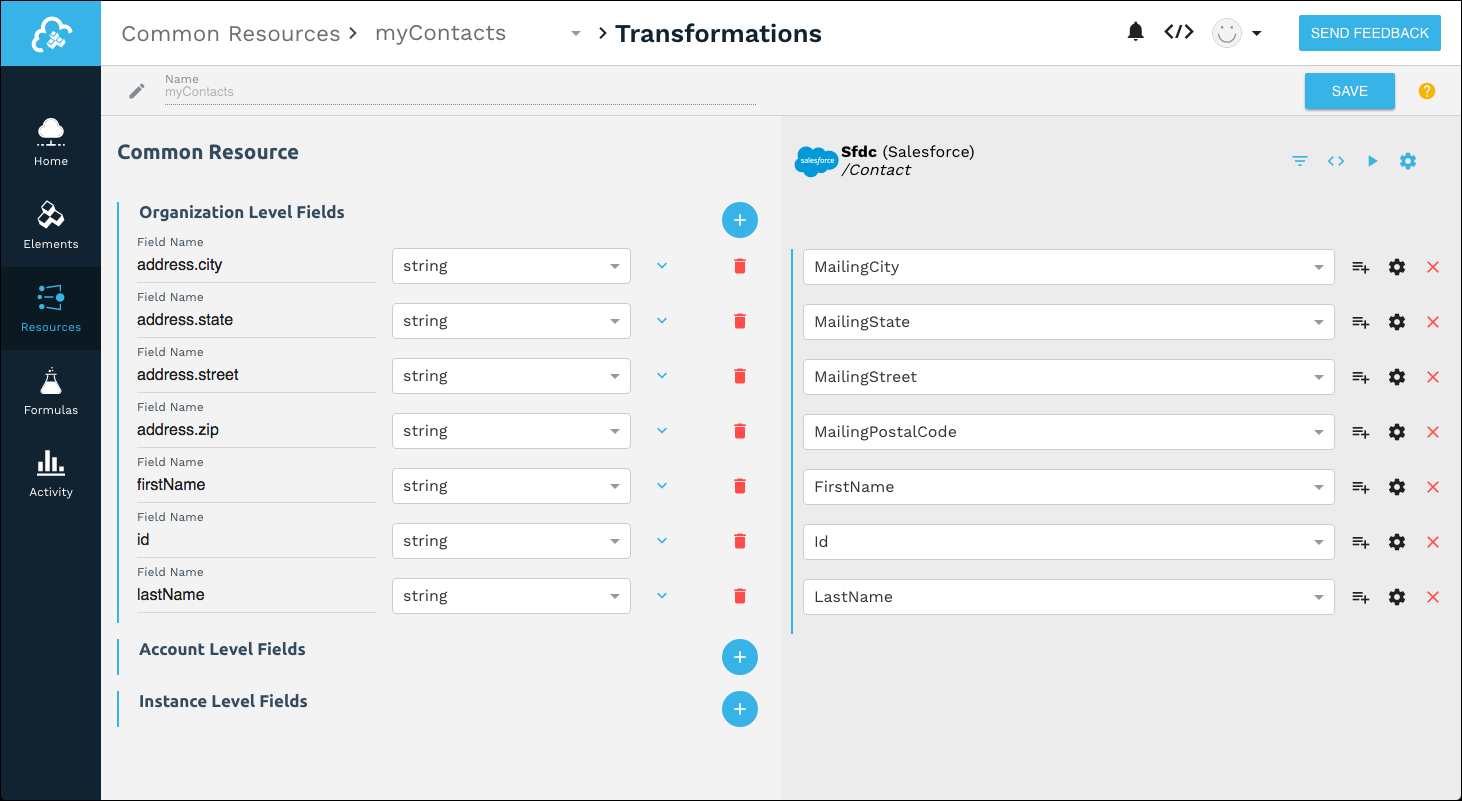 Common Resources > myContacts > Transformations
</>
SEND FEEDBACK
Name
myContacts
SAVE
?
Home
Elements
Resources
Formulas
Activity
Common Resource
Organization Level Fields
Field Name
address.city
string
Field Name
address.state
string
Field Name
address.street
string
Field Name
address.zip
string
Field Name
firstName
string
Field Name
id
string
Field Name
lastName
string
Account Level Fields
Instance Level Fields
salesforce
Sfdc (Salesforce)
/Contact
MailingCity
MailingState
MailingStreet
MailingPostalCode
FirstName
Id
LastName